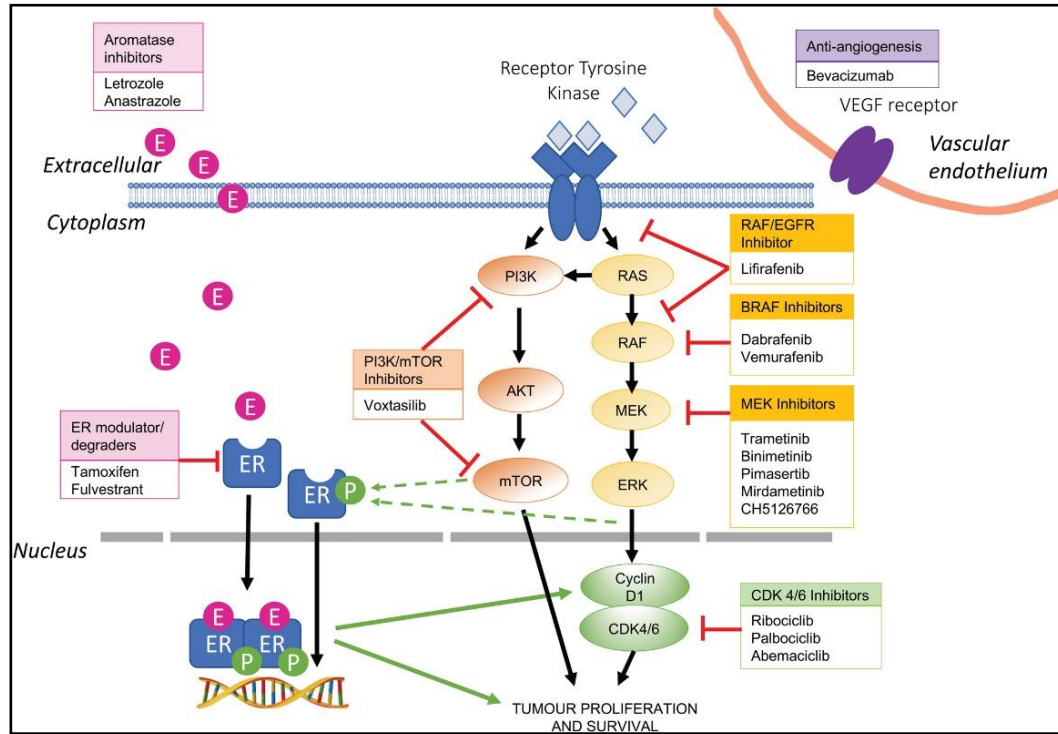 Aromatase
inhibitors
Letrozole
Anastrazole
Receptor Tyrosine
Kinase
Anti-angiogenesis
Bevacizumab
VEGF receptor
Vascular
endothelium
E
Extracellular
E
E
Cytoplasm
RAF/EGFR
Inhibitor
Lifirafenib
PI3K
RAS
E
BRAF Inhibitors
Dabrafenib
Vemurafenib
RAF
E
PI3K/mTOR
Inhibitors
Voxtasilib
AKT
MEK
MEK Inhibitors
Trametinib
Binimetinib
Pimasertib
Mirdametinib
CH5126766
E
ER modulator/
degraders
Tamoxifen
Fulvestrant
ER
ER
P
mTOR
ERK
Nucleus
Cyclin
D1
CDK4/6
CDK 4/6 Inhibitors
Ribociclib
Palbociclib
Abemaciclib
E
E
ER
ER
P
P
TUMOUR PROLIFERATION
AND SURVIVAL